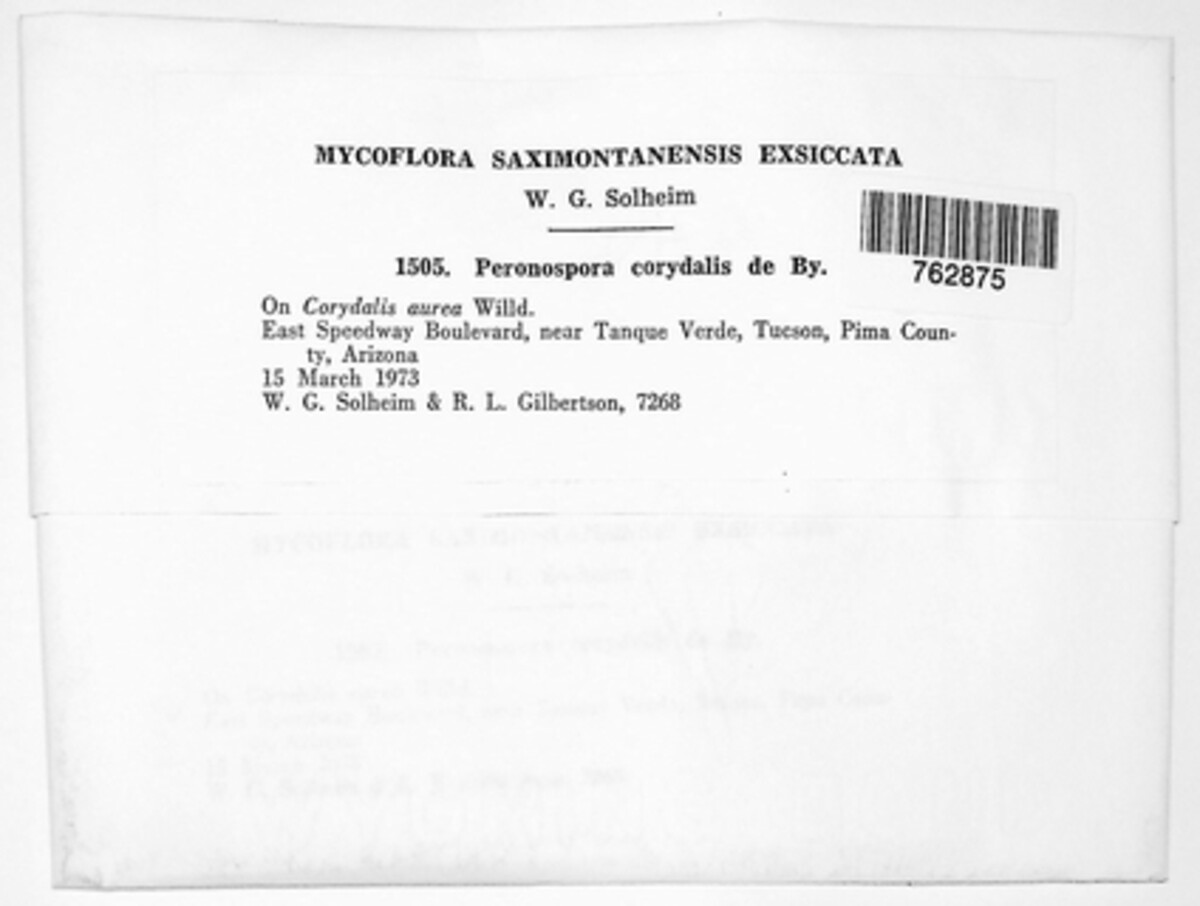 MYCOFLORA SAXIMONTANENSIS EXSICCATA
W. G. Solheim
762875
1505. Peronospora corydalis de By.
On Corydalis aurea Willd.
East Speedway Boulevard, near Tanque Verde, Tucson, Pima Coun-
ty, Arizona
15 March 1973
W. G. Solheim & R. L. Gilbertson, 7268